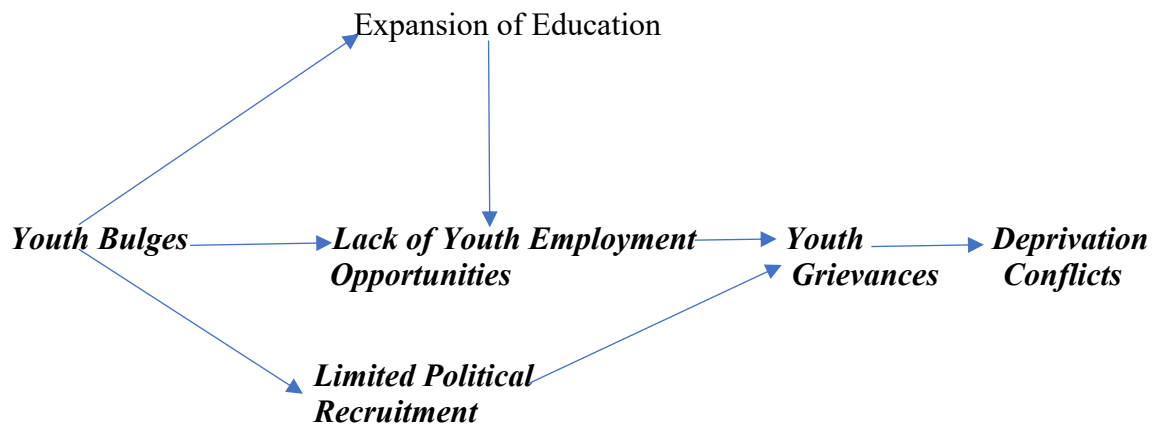 Expansion of Education
Youth Bulges
Lack of Youth Employment
Opportunities
Youth
Grievances
Deprivation
Conflicts
Limited Political
Recruitment